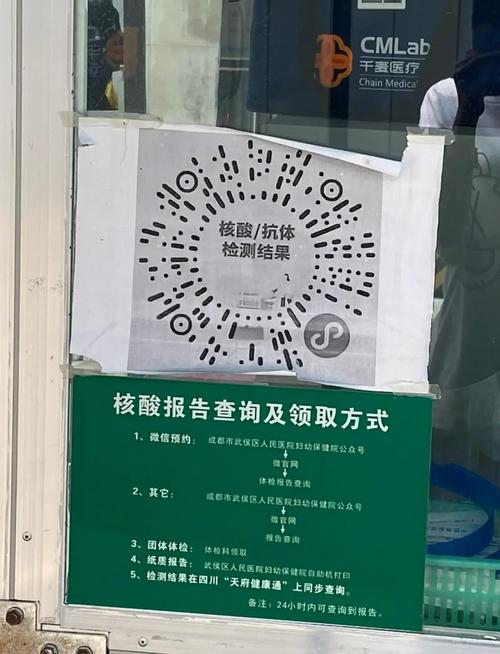 CMLab
千麦医疗
Chain Medical
核酸/抗体
检测结果
核酸报告查询及领取方式
1、微信预约: 成都市武侯区人民医院妇幼保健院公众号
微官网
体检报告查询
2、其它: 成都市武侯区人民医院妇幼保健院公众号
微官网
报告查询
3、团体体检: 体检科领取
4、纸质报告: 武侯区人民医院妇幼保健院自助机打印
5、检测结果在四川“天府健康通”上同步查询。
备注: 24小时内可查询到报告。